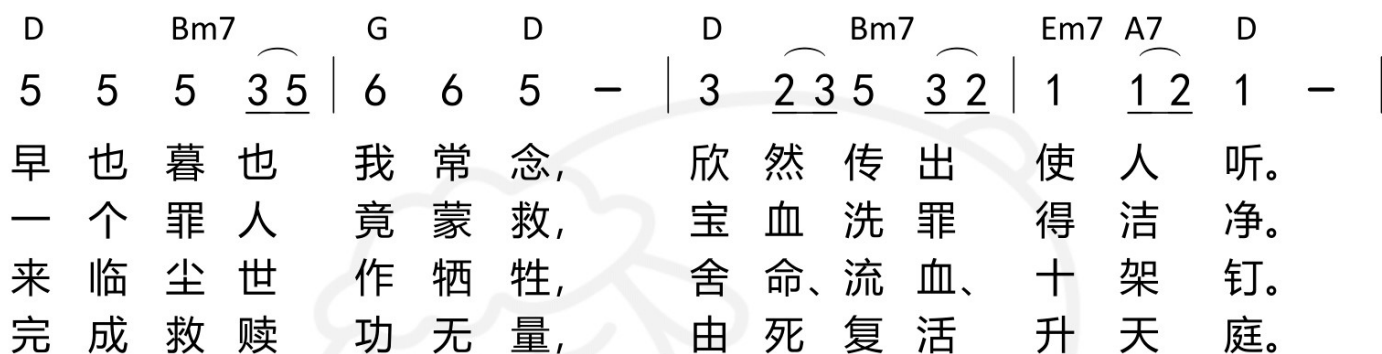 D Bm7 G D D Bm7 Em7 A7 D
5 5 5 3 5 | 6 6 5 – | 3 2 3 5 3 2 | 1 1 2 1 – |
早也暮也 我常念, 欣然传出 使人听。
一个罪人 竟蒙救, 宝血洗罪 得洁净。
来临尘世 作牺牲, 舍命、流血、十架钉。
完成救赎 功无量, 由死复活 升天庭。